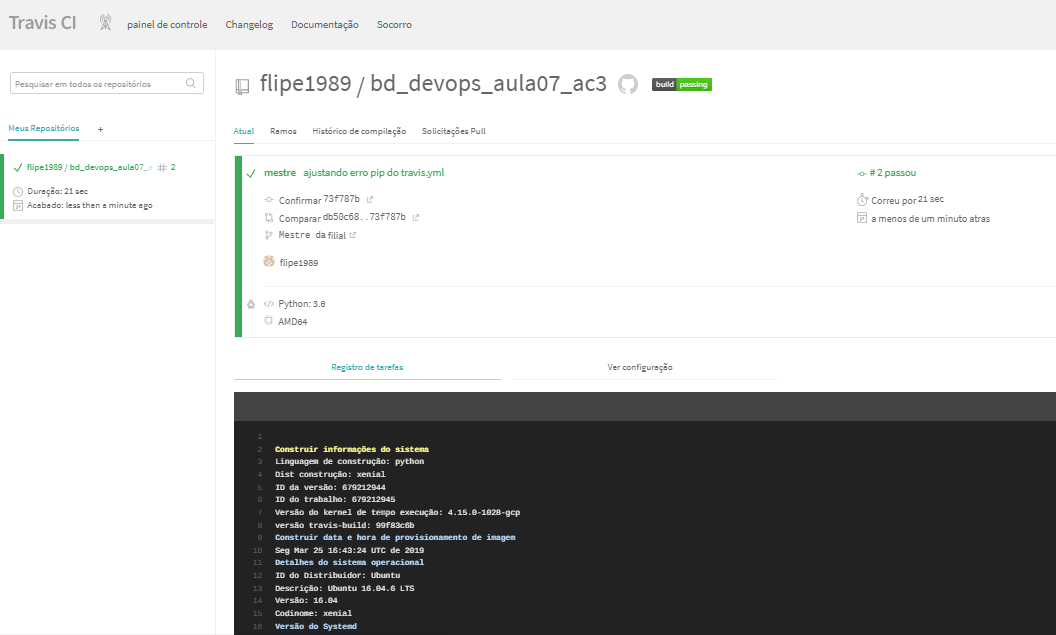 Travis CI painel de controle Changelog Documentação Socorro
Pesquisar em todos os repositórios
Meus Repositórios +
flipe1989 / bd_devops_aula07_ # 2
Duração: 21 sec
Acabado: less than a minute ago
flipe1989 / bd_devops_aula07_ac3 build passing
Atual Ramos Histórico de compilação Solicitações Pull
mestre ajustando erro pip do travis.yml
Confirmar 73f787b
Comparar db50c68..73f787b
Mestre da filial
flipe1989
# 2 passou
Correu por 21 sec
a menos de um minuto atras
Python: 3.6
AMD64
Registro de tarefas Ver configuração
1
2 Construir informações do sistema
3 Linguagem de construção: python
4 Dist construção: xenial
5 ID da versão: 679212944
6 ID do trabalho: 679212945
7 Versão do kernel de tempo execução: 4.15.0-1028-gcp
8 versão travis-build: 99f83c6b
9 Construir data e hora de provisionamento de imagem
10 Seg Mar 25 16:43:24 UTC de 2019
11 Detalhes do sistema operacional
12 ID do Distribuidor: Ubuntu
13 Descrição: Ubuntu 16.04.6 LTS
14 Versão: 16.04
15 Codinome: xenial
16 Versão do Systemd